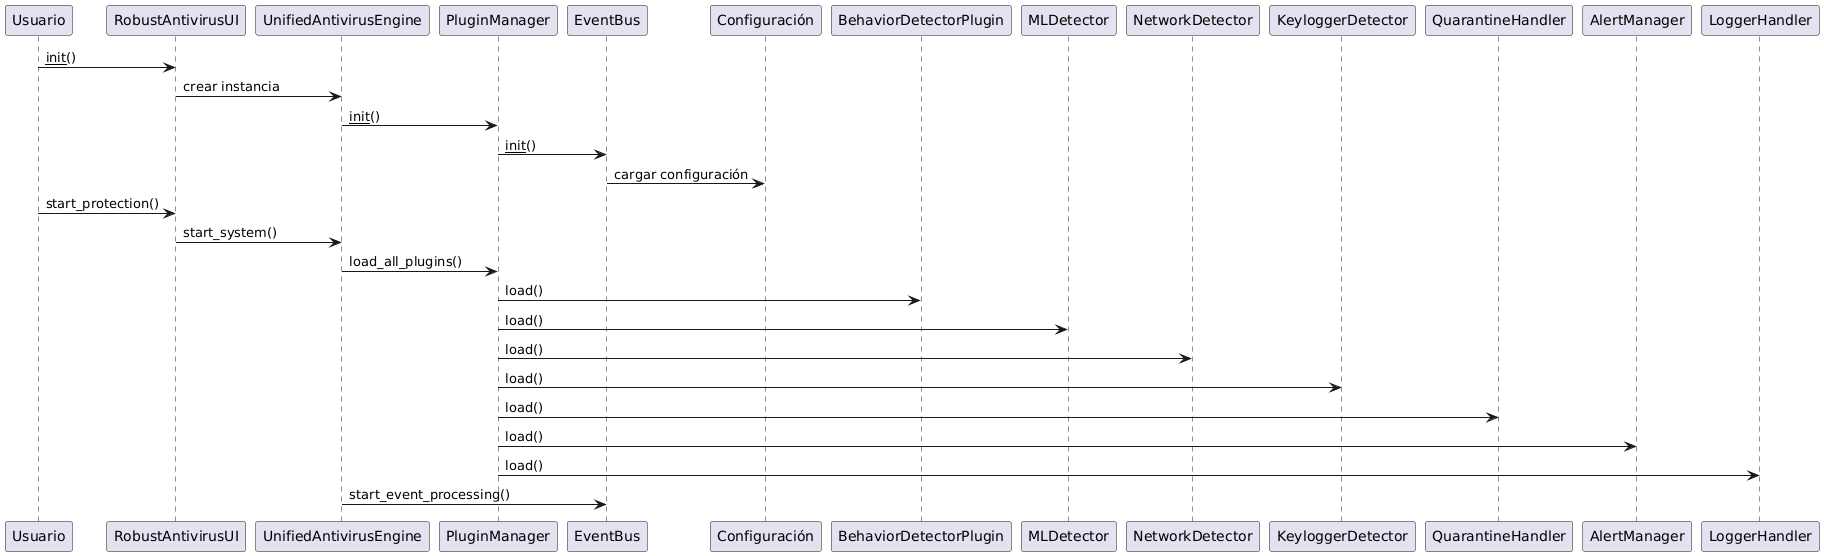 Usuario
RobustAntivirusUI
UnifiedAntivirusEngine
PluginManager
EventBus
Configuración
BehaviorDetectorPlugin
MLDetector
NetworkDetector
KeyloggerDetector
QuarantineHandler
AlertManager
LoggerHandler
init()
crear instancia
init()
init()
cargar configuración
start_protection()
start_system()
load_all_plugins()
load()
load()
load()
load()
load()
load()
load()
start_event_processing()
Usuario
RobustAntivirusUI
UnifiedAntivirusEngine
PluginManager
EventBus
Configuración
BehaviorDetectorPlugin
MLDetector
NetworkDetector
KeyloggerDetector
QuarantineHandler
AlertManager
LoggerHandler